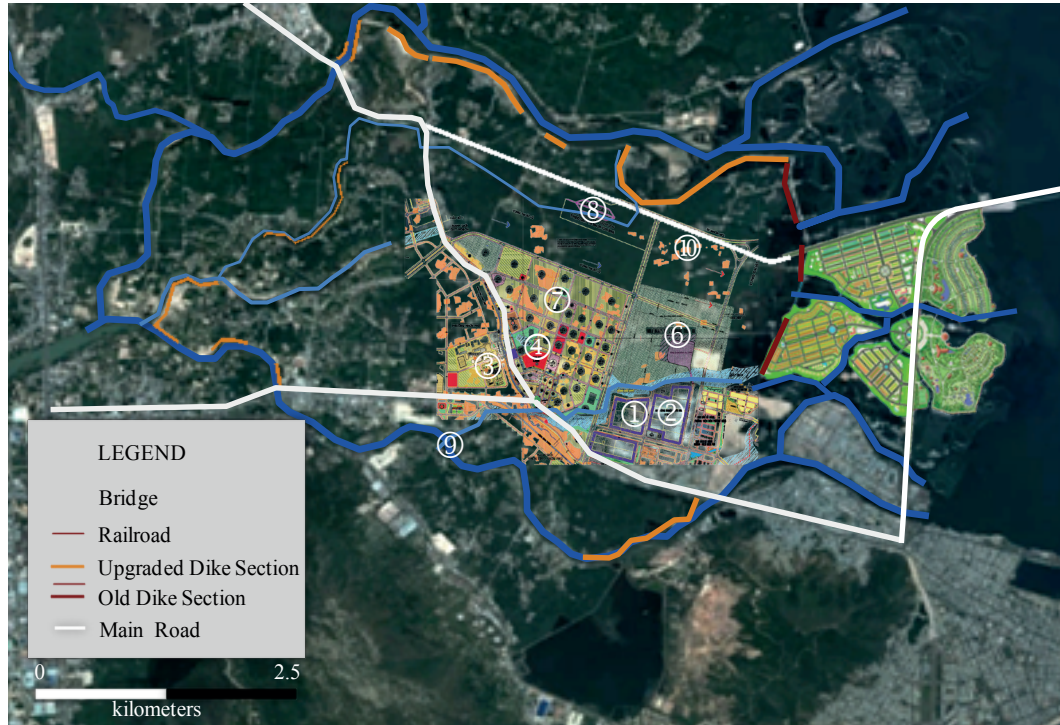 ⑧
⑩
⑦
⑥
④
③
①
②
⑨
LEGEND
Bridge
Railroad
Upgraded Dike Section
Old Dike Section
Main Road
0
2.5
kilometers